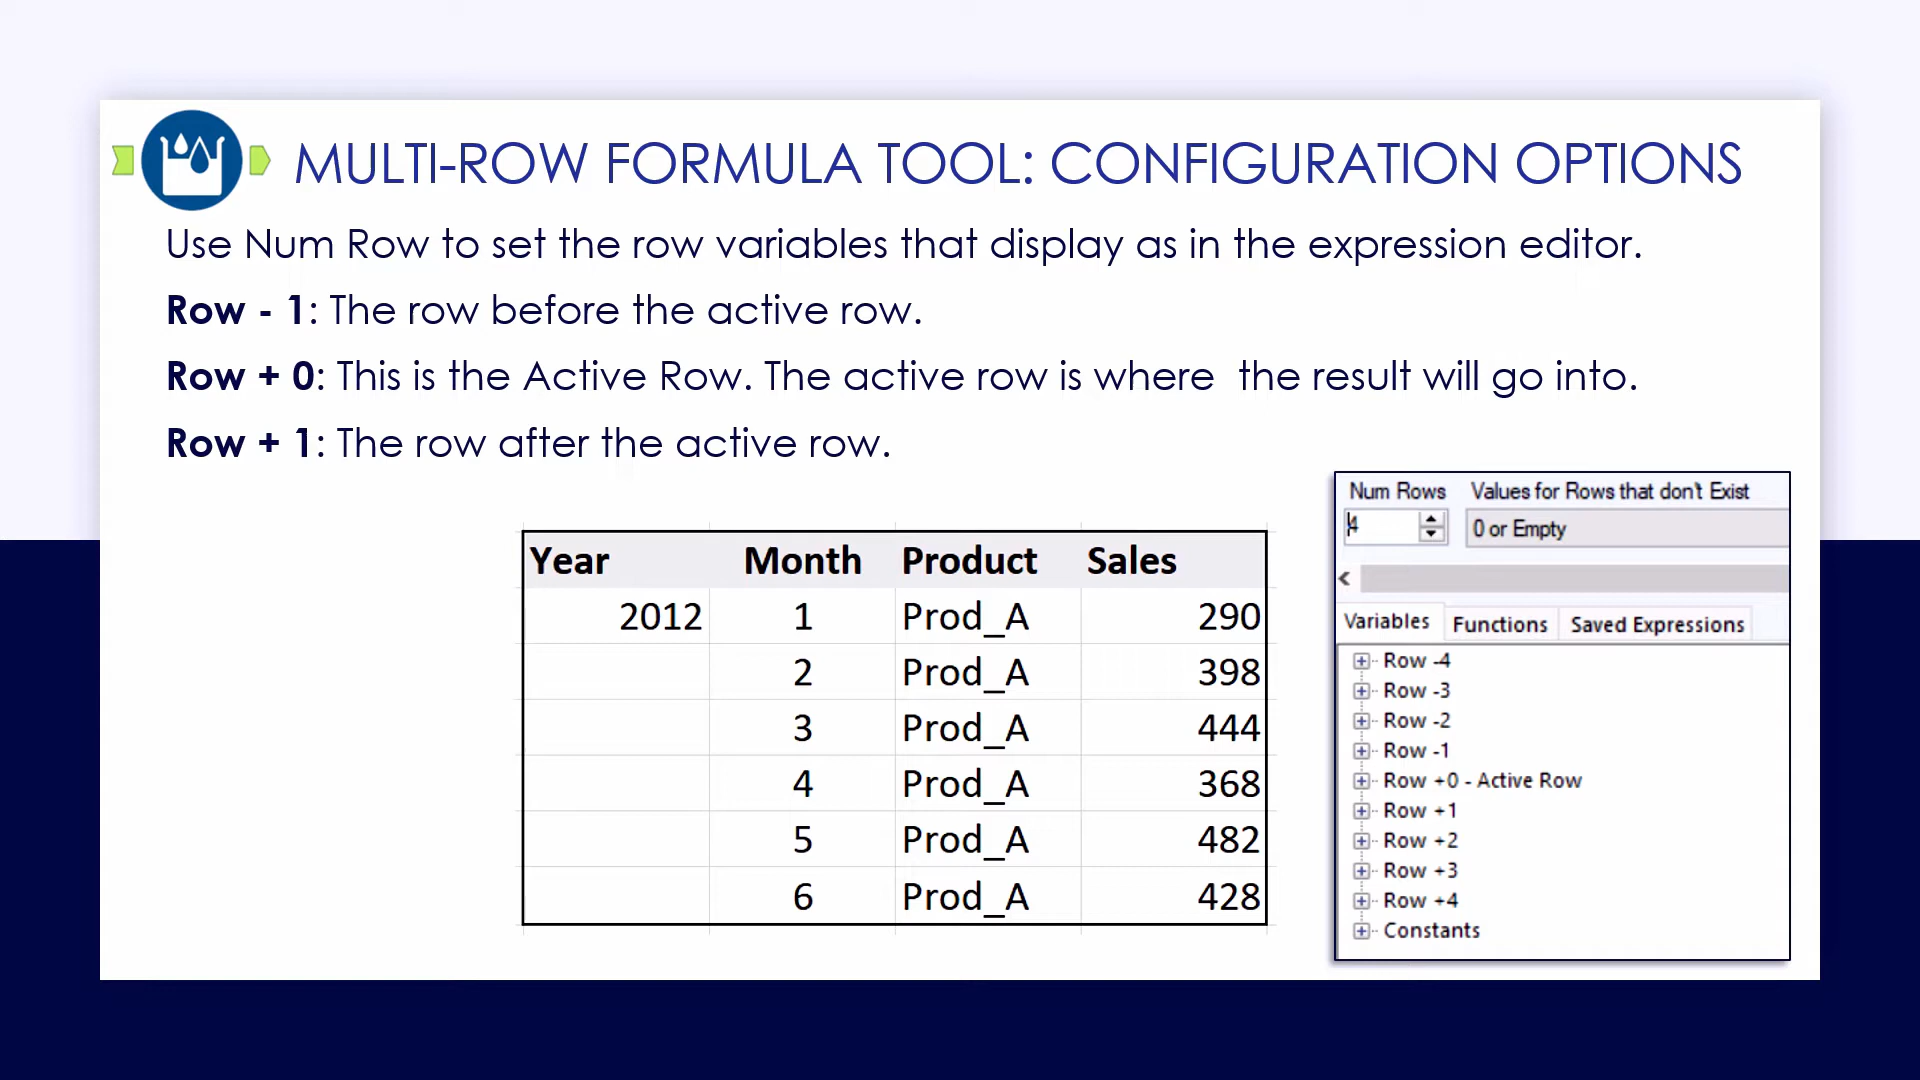 MULTI-ROW FORMULA TOOL: CONFIGURATION OPTIONS
Use Num Row to set the row variables that display as in the expression editor.
Row - 1: The row before the active row.
Row + 0: This is the Active Row. The active row is where  the result will go into.
Row + 1: The row after the active row.
Year Month Product Sales
2012 1 Prod_A 290
2 Prod_A 398
3 Prod_A 444
4 Prod_A 368
5 Prod_A 482
6 Prod_A 428
Num Rows Values for Rows that don't Exist
4 0 or Empty
Variables Functions Saved Expressions
Row -4
Row -3
Row -2
Row -1
Row +0 - Active Row
Row +1
Row +2
Row +3
Row +4
Constants